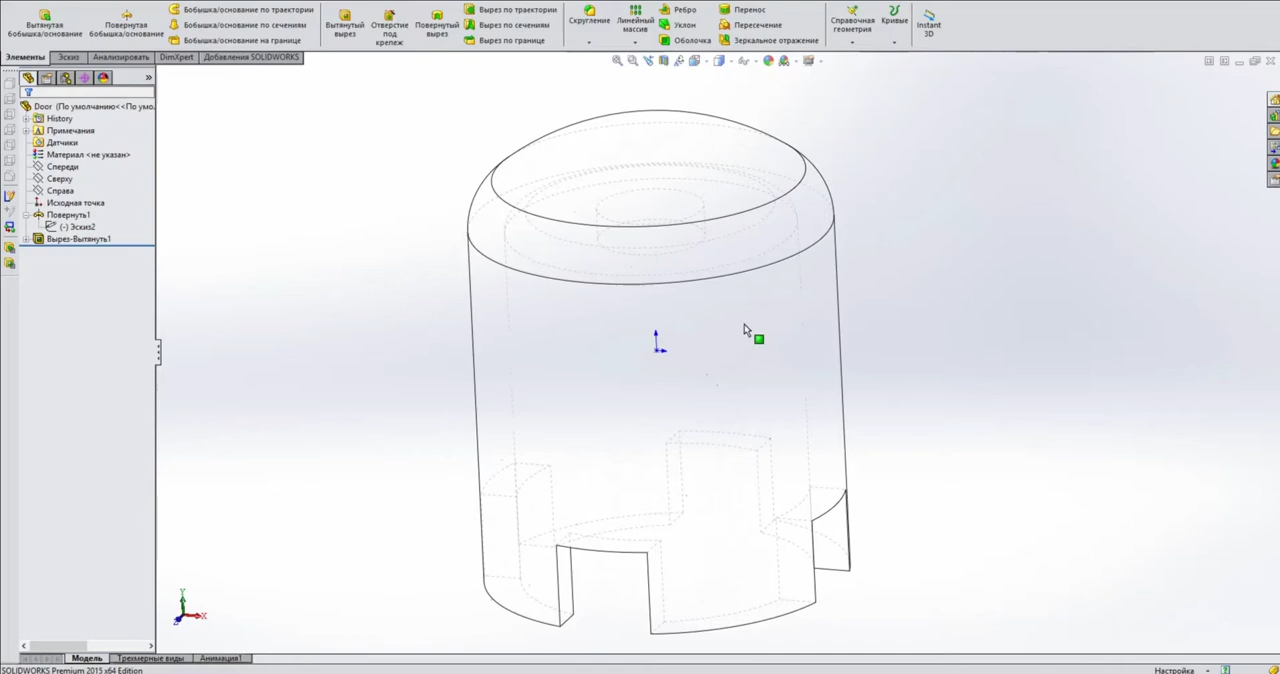 Вытянутая
бобышка/основание
Повернутая
бобышка/основание
Бобышка/основание по траектории
Бобышка/основание по сечениям
Бобышка/основание на границе
Вытянутый
вырез
Отверстие
под
крепеж
Повернутый
вырез
Вырез по траектории
Вырез по сечениям
Вырез по границе
Скругление
Линейный
массив
Ребро
Уклон
Оболочка
Перенос
Пересечение
Зеркальное отражение
Справочная
геометрия
Кривые
Instant
3D
Элементы
Эскиз
Анализировать
DimXpert
Добавления SOLIDWORKS
»
Door (По умолчанию<<По умо.
History
Примечания
Датчики
Материал <не указан>
Спереди
Сверху
Справа
Исходная точка
Повернуть1
(-) Эскиз2
Вырез-Вытянуть1
Y
X
Z
Модель
Трехмерные виды
Анимация1
SOLIDWORKS Premium 2015 x64 Edition
Настройка